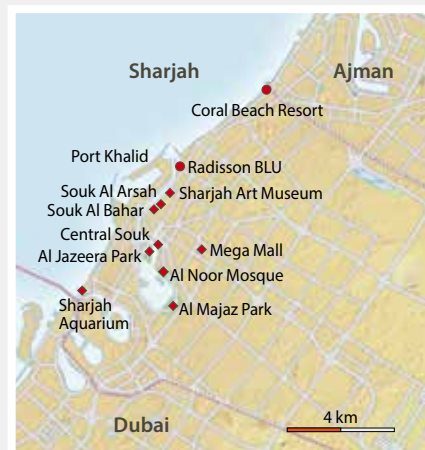 Sharjah
Ajman
Coral Beach Resort
Port Khalid
Radisson BLU
Souk Al Arsah
Sharjah Art Museum
Souk Al Bahar
Central Souk
Mega Mall
Al Jazeera Park
Al Noor Mosque
Sharjah
Aquarium
Al Majaz Park
Dubai
4 km